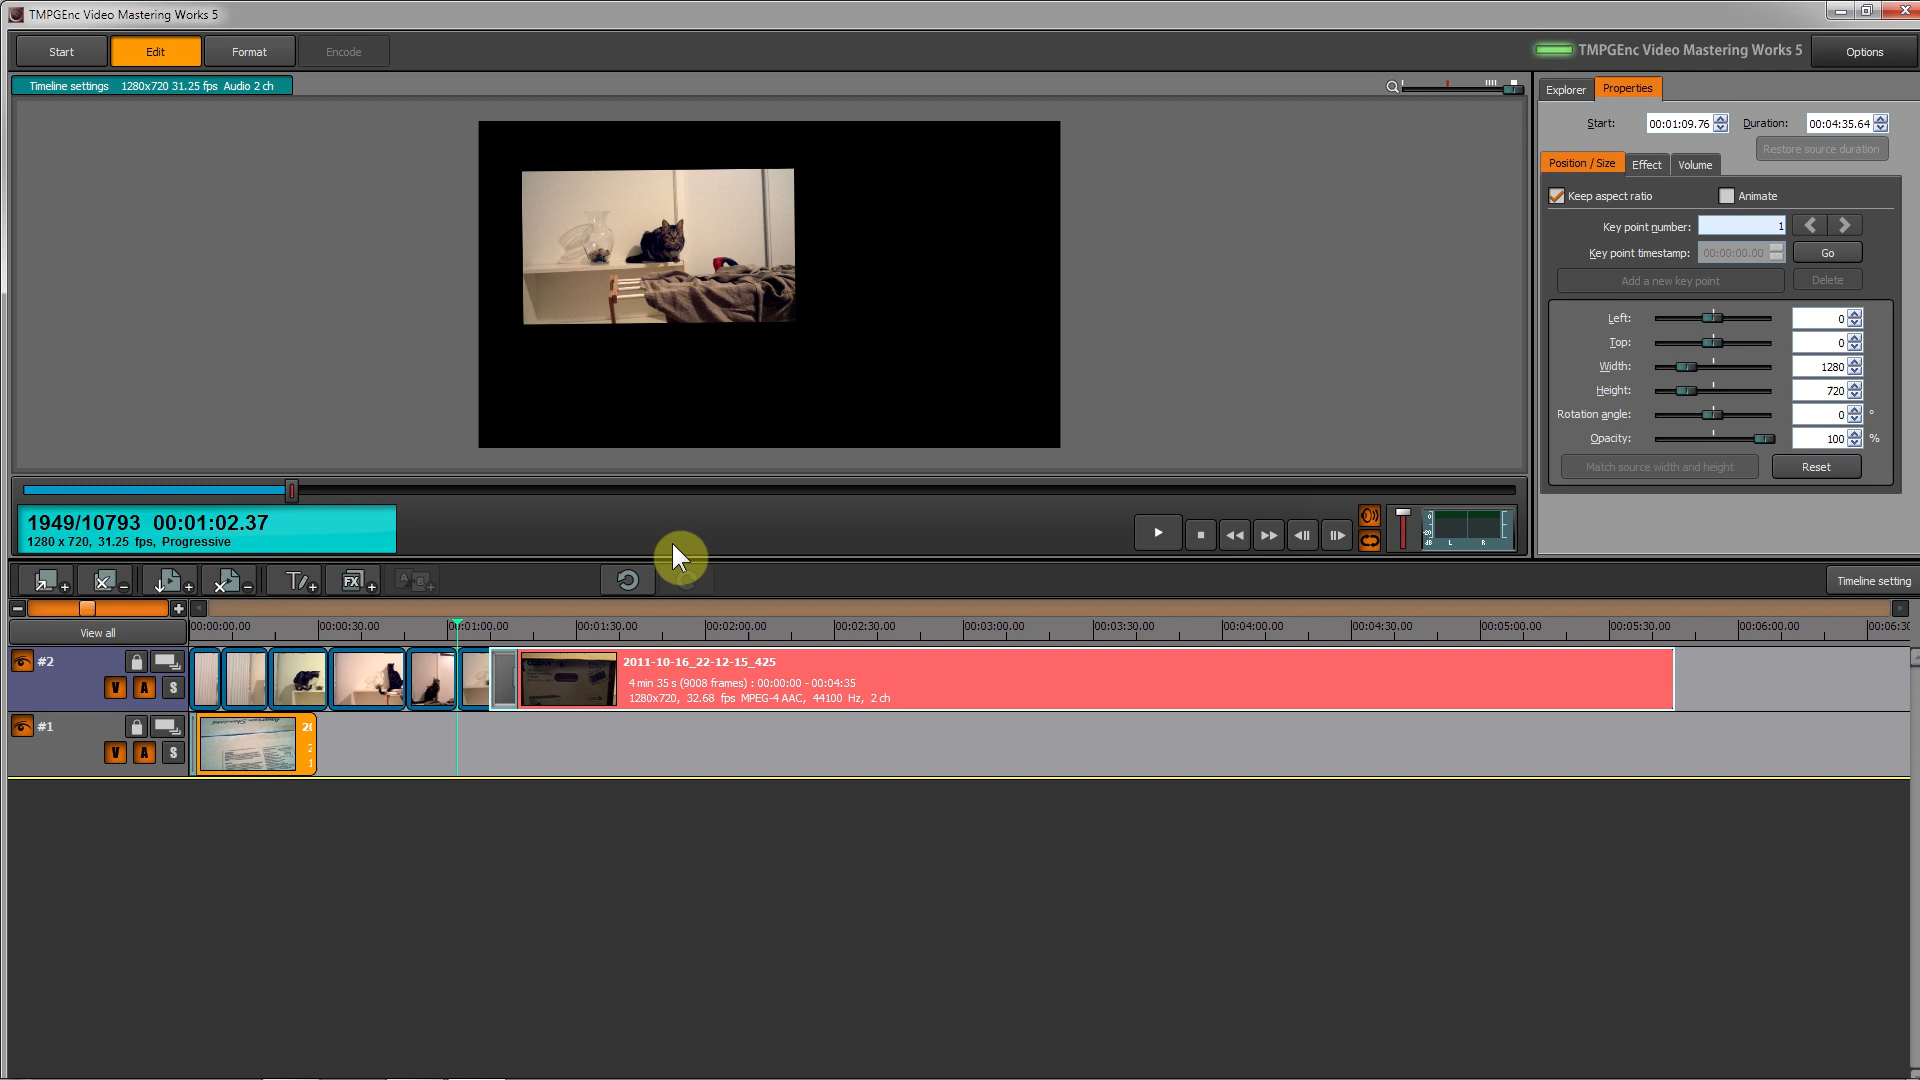 TMPGEnc Video Mastering Works 5
Start Edit Format Encode
TMPGEnc Video Mastering Works 5 Options
Timeline settings 1280x720 31.25 fps Audio 2 ch
Explorer Properties
Start: 00:01:09.76 Duration: 00:04:35.64
Restore source duration
Position / Size Effect Volume
Keep aspect ratio Animate
Key point number: 1
Key point timestamp: 00:00:00.00 Go
Add a new key point Delete
Left: 0
Top: 0
Width: 1280
Height: 720
Rotation angle: 0 °
Opacity: 100 %
Match source width and height Reset
1949/10793 00:01:02.37
1280 x 720, 31.25 fps, Progressive
dB L R
T FX A B
Timeline setting
View all
00:00:00.00 00:00:30.00 00:01:00.00 00:01:30.00 00:02:00.00 00:02:30.00 00:03:00.00 00:03:30.00 00:04:00.00 00:04:30.00 00:05:00.00 00:05:30.00 00:06:00.00 00:06:30
#2
V A S
2011-10-16_22-12-15_425
4 min 35 s (9008 frames) : 00:00:00 - 00:04:35
1280x720, 32.68 fps MPEG-4 AAC, 44100 Hz, 2 ch
#1
V A S
20
2
1